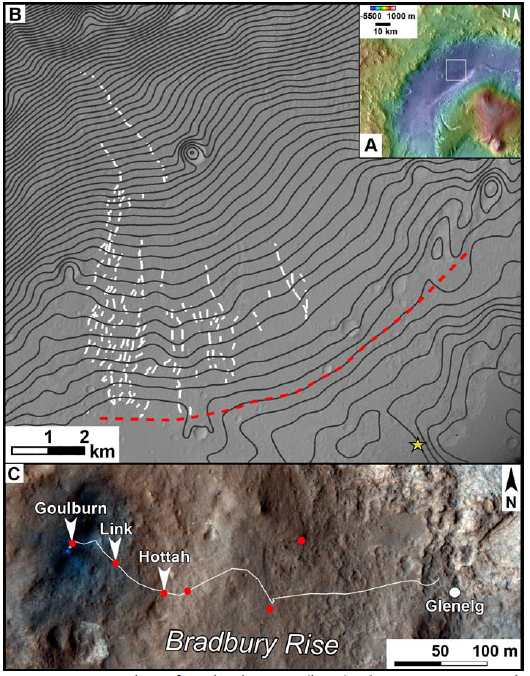 B
-5500 1000 m
10 km
N
A
1 2
km
C
N
Goulburn
Link
Hottah
Glenelg
Bradbury Rise
50 100 m